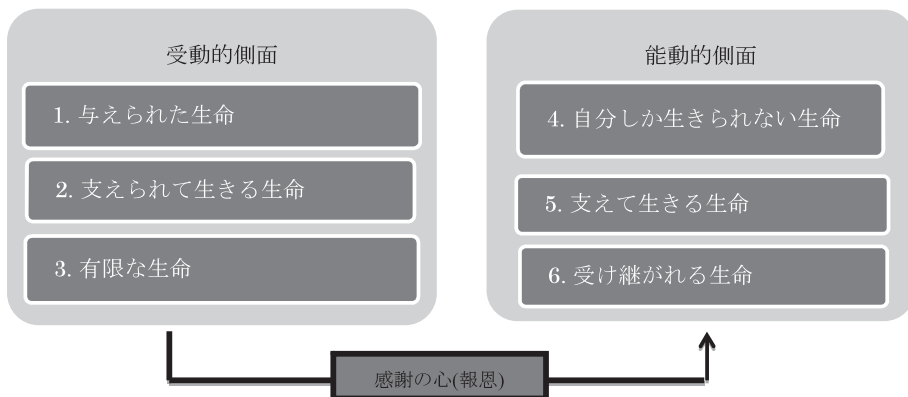 受動的側面
1. 与えられた生命
2. 支えられて生きる生命
3. 有限な生命
能動的側面
4. 自分しか生きられない生命
5. 支えて生きる生命
6. 受け継がれる生命
感謝の心(報恩)